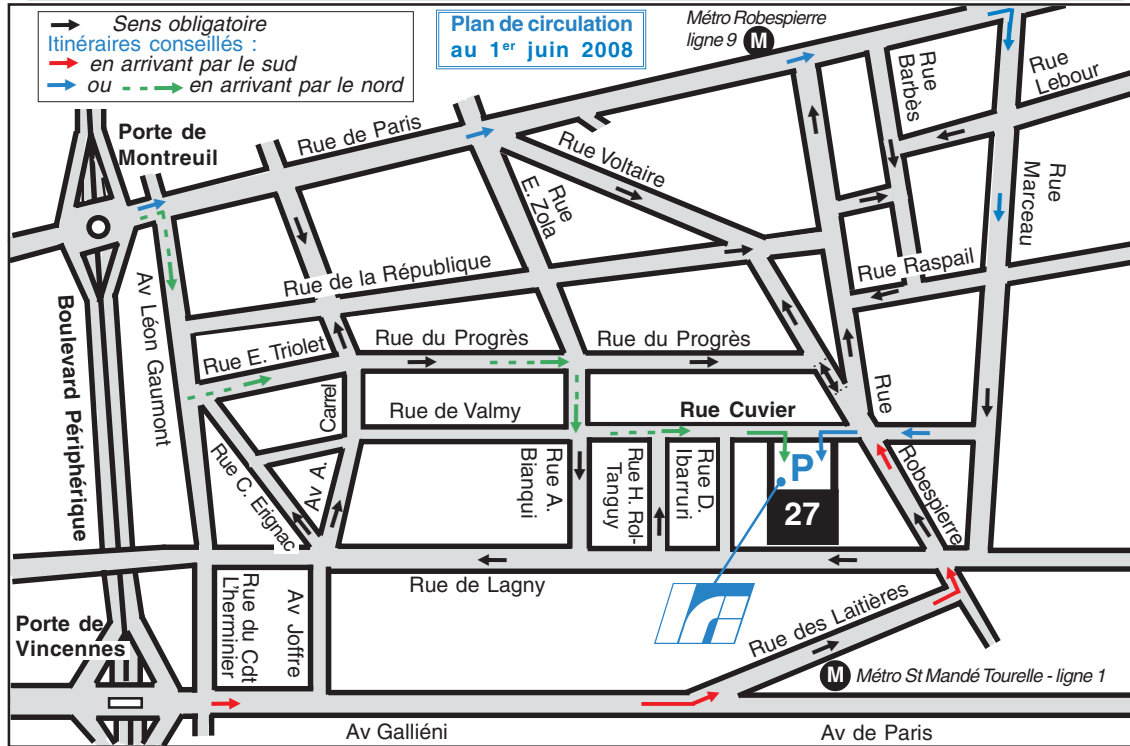 Sens obligatoire
Itinéraires conseillés :
en arrivant par le sud
ou en arrivant par le nord
Plan de circulation
au 1er juin 2008
Métro Robespierre
ligne 9 M
Porte de
Montreuil
Rue de Paris
Rue Voltaire
Rue
Barbès
Rue
Lebour
Rue
Marceau
Rue
E. Zola
Rue de la République
Rue Raspail
Av Léon Gaumont
Boulevard Périphérique
Rue E. Triolet
Rue du Progrès
Rue du Progrès
Carrel
Av A.
Rue de Valmy
Rue Cuvier
Rue
Robespierre
Rue C. Erignac
Rue A.
Bianqui
Rue H. Rol-
Tanguy
Rue D.
Ibarruri
P
27
Rue de Lagny
Porte de
Vincennes
Rue du Cdt
L'herminier
Av Joffre
Rue des Laitières
M Métro St Mandé Tourelle - ligne 1
Av Galliéni
Av de Paris